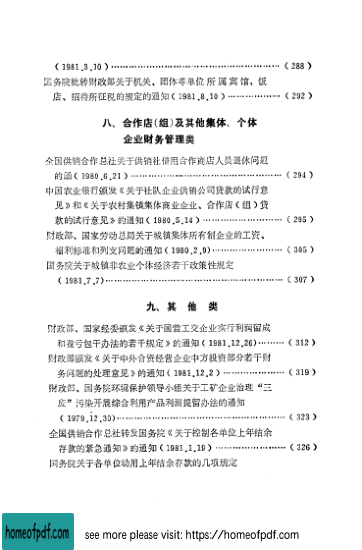 (1981.3.10) ……………………………………………( 288 )
国务院批转财政部关于机关、团体等单位所属宾馆、饭
店、招待所征税的规定的通知(1981.8.10) ……………( 292 )
八、合作店(组)及其他集体、个体
企业财务管理类
全国供销合作总社关于供销社借用合作商店人员退休问题
的函(1980.6.21)……………………………………………( 294 )
中国农业银行颁发《关于社队企业供销公司贷款的试行意
见》和《关于农村集镇集体商业企业、合作店(组)贷
款的试行意见》的通知(1980.5.14) ……………………( 295 )
财政部、国家劳动总局关于城镇集体所有制企业的工资、
福利标准和列支问题的通知(1980.2.9)…………………( 305 )
国务院关于城镇非农业个体经济若干政策性规定
(1981.7.7)……………………………………………………( 307 )
九、其他类
财政部、国家经委颁发《关于国营工交企业实行利润留成
和盈亏包干办法的若干规定》的通知(1981.12.26)………( 312 )
财政部颁发《关于中外合资经营企业中方投资部分若干财
务问题的处理意见》的通知(1981.12.2) …………………( 319 )
财政部、国务院环境保护领导小组关于工矿企业治理“三
废”污染开展综合利用产品利润提留办法的通知
(1979.12.30)…………………………………………………( 323 )
全国供销合作总社转发国务院《关于控制各单位上年结余
存款的紧急通知》的通知(1981.1.19) ……………………( 326 )
国务院关于各单位动用上年结余存款的几项规定
homeofpdf.com
see more please visit: https://homeofpdf.com